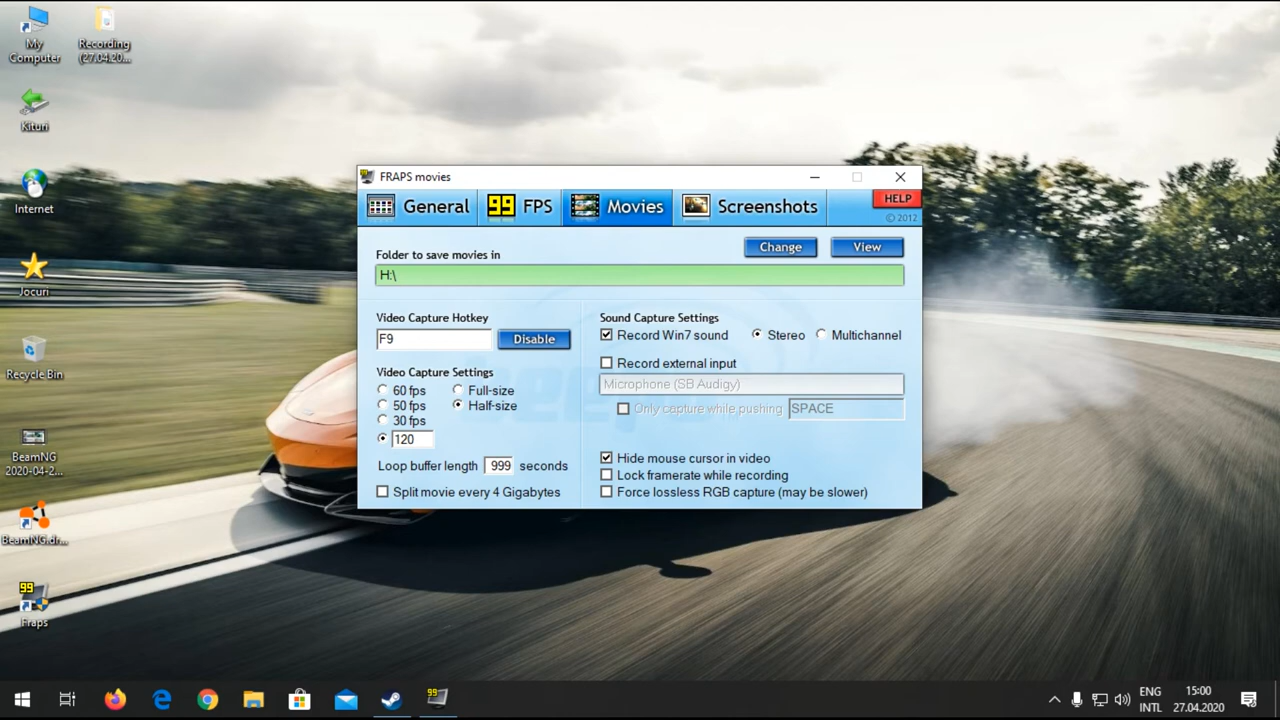 My
Computer
Recording
(27.04.20...
Kituri
Internet
Jocuri
Recycle Bin
BeamNG
2020-04-2...
BeamNG.dr...
99
Fraps
FRAPS movies
General
99 FPS
Movies
Screenshots
HELP
© 2012
Folder to save movies in
Change
View
H:\
Video Capture Hotkey
F9
Disable
Video Capture Settings
60 fps
Full-size
50 fps
Half-size
30 fps
120
Loop buffer length 999 seconds
Split movie every 4 Gigabytes
Sound Capture Settings
Record Win7 sound
Stereo
Multichannel
Record external input
Microphone (SB Audigy)
Only capture while pushing
SPACE
Hide mouse cursor in video
Lock framerate while recording
Force lossless RGB capture (may be slower)
99
ENG
INTL
15:00
27.04.2020